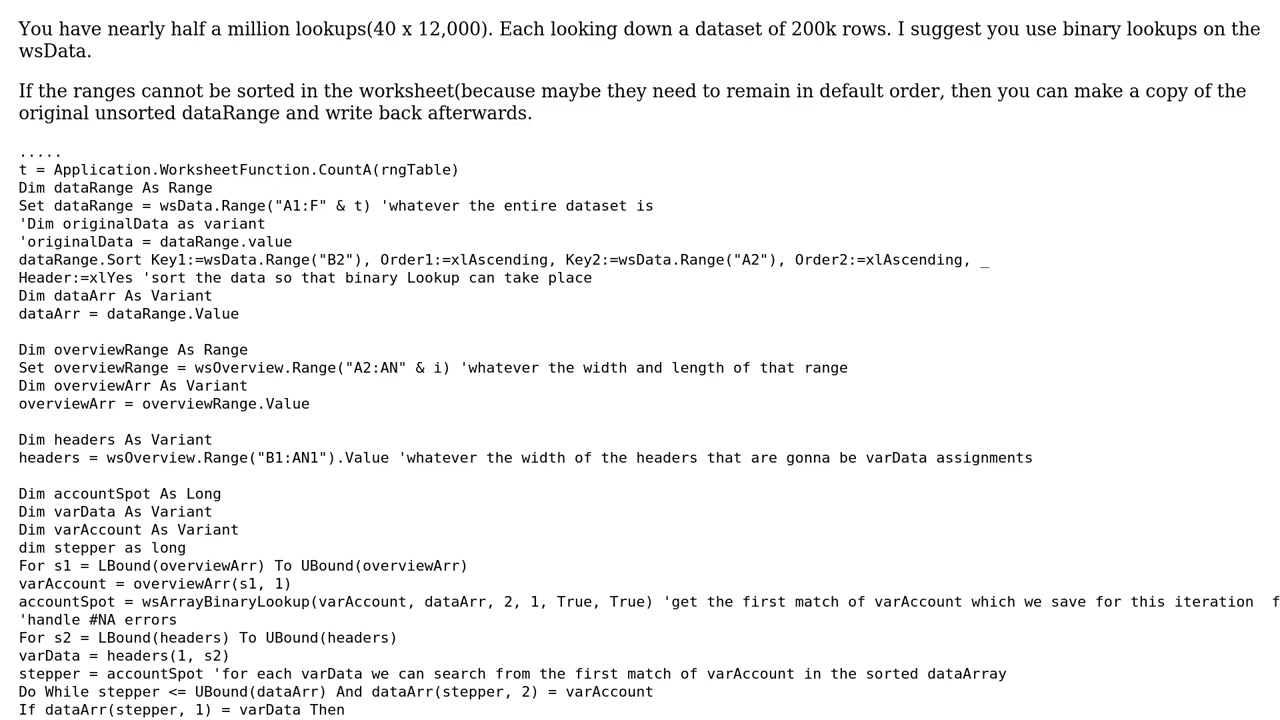 You have nearly half a million lookups(40 x 12,000). Each looking down a dataset of 200k rows. I suggest you use binary lookups on the
wsData.
If the ranges cannot be sorted in the worksheet(because maybe they need to remain in default order, then you can make a copy of the
original unsorted dataRange and write back afterwards.
.....
t = Application.WorksheetFunction.CountA(rngTable)
Dim dataRange As Range
Set dataRange = wsData.Range("A1:F" & t) 'whatever the entire dataset is
'Dim originalData as variant
'originalData = dataRange.value
dataRange.Sort Key1:=wsData.Range("B2"), Order1:=xlAscending, Key2:=wsData.Range("A2"), Order2:=xlAscending, _
Header:=xlYes 'sort the data so that binary Lookup can take place
Dim dataArr As Variant
dataArr = dataRange.Value
Dim overviewRange As Range
Set overviewRange = wsOverview.Range("A2:AN" & i) 'whatever the width and length of that range
Dim overviewArr As Variant
overviewArr = overviewRange.Value
Dim headers As Variant
headers = wsOverview.Range("B1:AN1").Value 'whatever the width of the headers that are gonna be varData assignments
Dim accountSpot As Long
Dim varData As Variant
Dim varAccount As Variant
dim stepper as long
For s1 = LBound(overviewArr) To UBound(overviewArr)
varAccount = overviewArr(s1, 1)
accountSpot = wsArrayBinaryLookup(varAccount, dataArr, 2, 1, True, True) 'get the first match of varAccount which we save for this iteration f
'handle #NA errors
For s2 = LBound(headers) To UBound(headers)
varData = headers(1, s2)
stepper = accountSpot 'for each varData we can search from the first match of varAccount in the sorted dataArray
Do While stepper <= UBound(dataArr) And dataArr(stepper, 2) = varAccount
If dataArr(stepper, 1) = varData Then